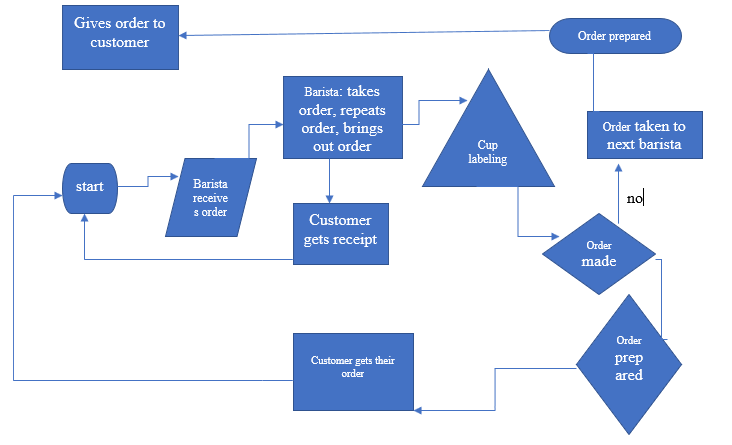 Gives order to
customer
Order prepared
Barista: takes
order, repeats
order, brings
out order
Cup
labeling
Order taken to
next barista
start
Barista
receive
s order
no
Customer
gets receipt
Order
made
Order
prep
ared
Customer gets their
order